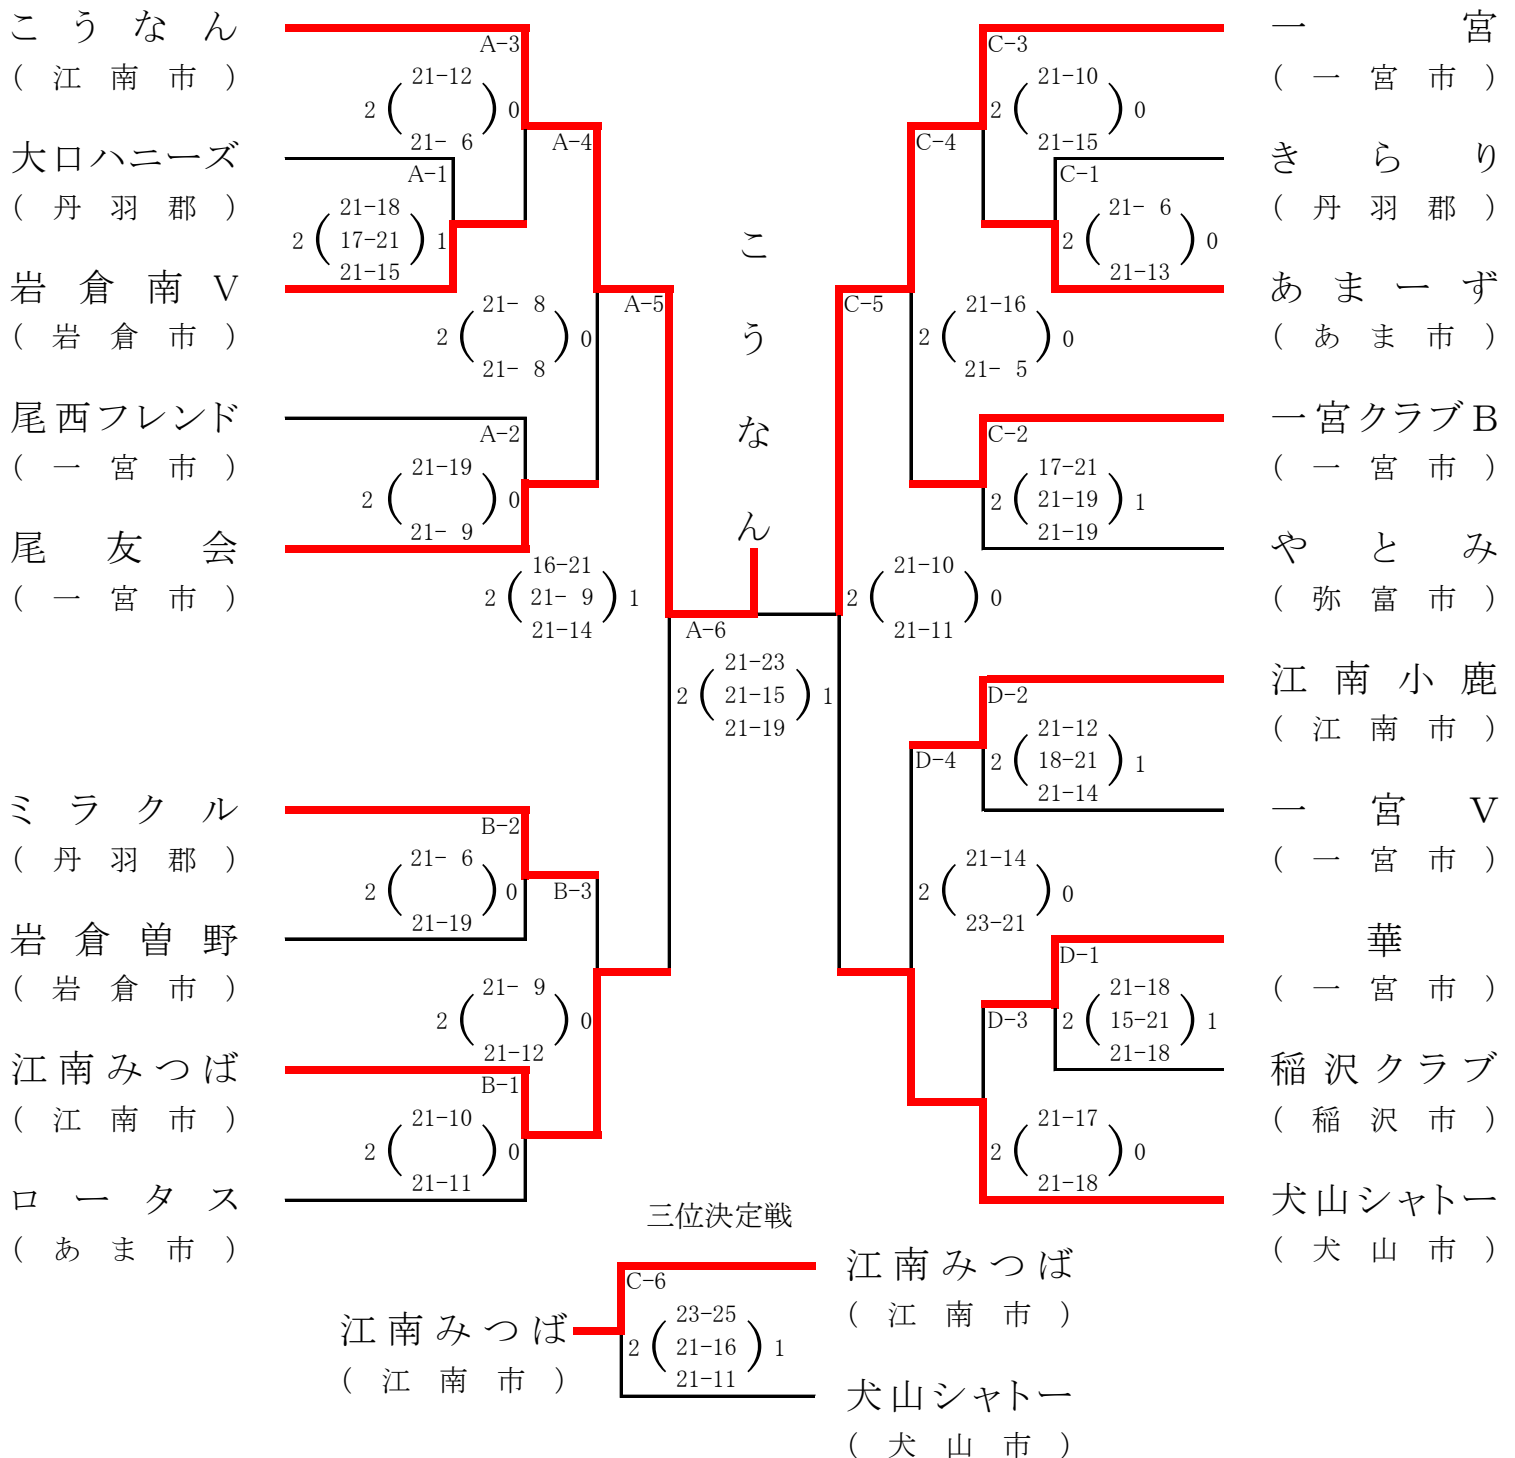 こうなん
(江南市)
大口ハニーズ
(丹羽郡)
岩倉南V
(岩倉市)
尾西フレンド
(一宮市)
尾友会
(一宮市)
ミラクル
(丹羽郡)
岩倉曽野
(岩倉市)
江南みつば
(江南市)
ロータス
(あま市)
A-3
21-12
2 ( ) 0
21- 6
A-1
21-18
2 ( 17-21 ) 1
21-15
A-4
21- 8
2 ( ) 0
21- 8
A-2
21-19
2 ( ) 0
21- 9
A-5
16-21
2 ( 21- 9 ) 1
21-14
B-2
21- 6
2 ( ) 0
21-19
B-3
21- 9
2 ( ) 0
21-12
B-1
21-10
2 ( ) 0
21-11
こうなん
A-6
21-23
2 ( 21-15 ) 1
21-19
C-3
21-10
2 ( ) 0
21-15
C-1
21- 6
2 ( ) 0
21-13
C-4
21-16
2 ( ) 0
21- 5
C-2
17-21
2 ( 21-19 ) 1
21-19
C-5
21-10
2 ( ) 0
21-11
D-2
21-12
2 ( 18-21 ) 1
21-14
D-4
21-14
2 ( ) 0
23-21
D-1
21-18
2 ( 15-21 ) 1
21-18
D-3
21-17
2 ( ) 0
21-18
一宮
(一宮市)
きらり
(丹羽郡)
あまーず
(あま市)
一宮クラブB
(一宮市)
やとみ
(弥富市)
江南小鹿
(江南市)
一宮V
(一宮市)
華
(一宮市)
稲沢クラブ
(稲沢市)
犬山シャトー
(犬山市)
三位決定戦
江南みつば
(江南市)
C-6
23-25
2 ( 21-16 ) 1
21-11
江南みつば
(江南市)
犬山シャトー
(犬山市)